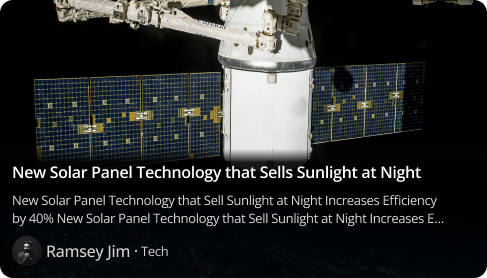 New Solar Panel Technology that Sells Sunlight at Night
New Solar Panel Technology that Sell Sunlight at Night Increases Efficiency
by 40% New Solar Panel Technology that Sell Sunlight at Night Increases E...
Ramsey Jim · Tech